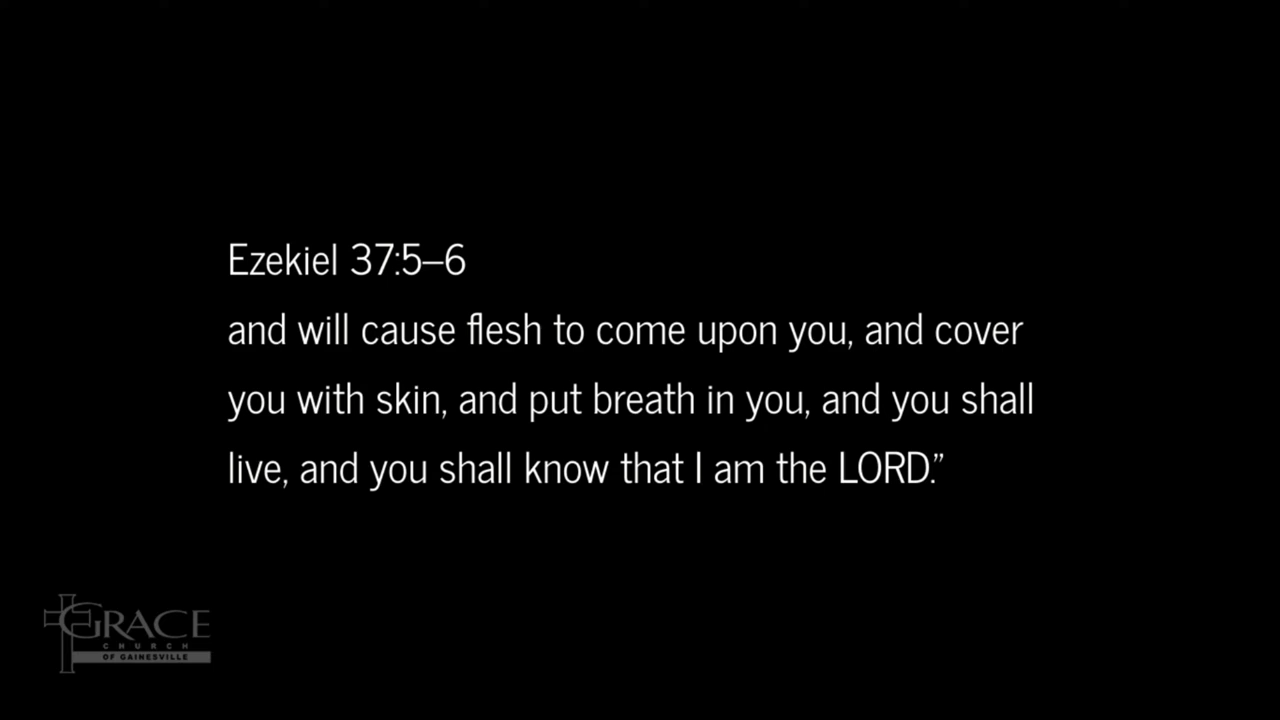 Ezekiel 37:5–6
and will cause flesh to come upon you, and cover
you with skin, and put breath in you, and you shall
live, and you shall know that I am the LORD.”
GRACE
CHURCH
OF GAINESVILLE